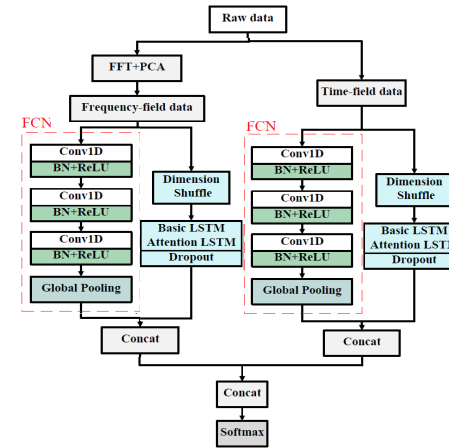 Raw data
FFT+PCA
Frequency-field data
Time-field data
FCN
Conv1D
BN+ReLU
Conv1D
BN+ReLU
Conv1D
BN+ReLU
Global Pooling
Dimension
Shuffle
Basic LSTM
Attention LSTM
Dropout
Concat
FCN
Conv1D
BN+ReLU
Conv1D
BN+ReLU
Conv1D
BN+ReLU
Global Pooling
Dimension
Shuffle
Basic LSTM
Attention LSTM
Dropout
Concat
Concat
Softmax